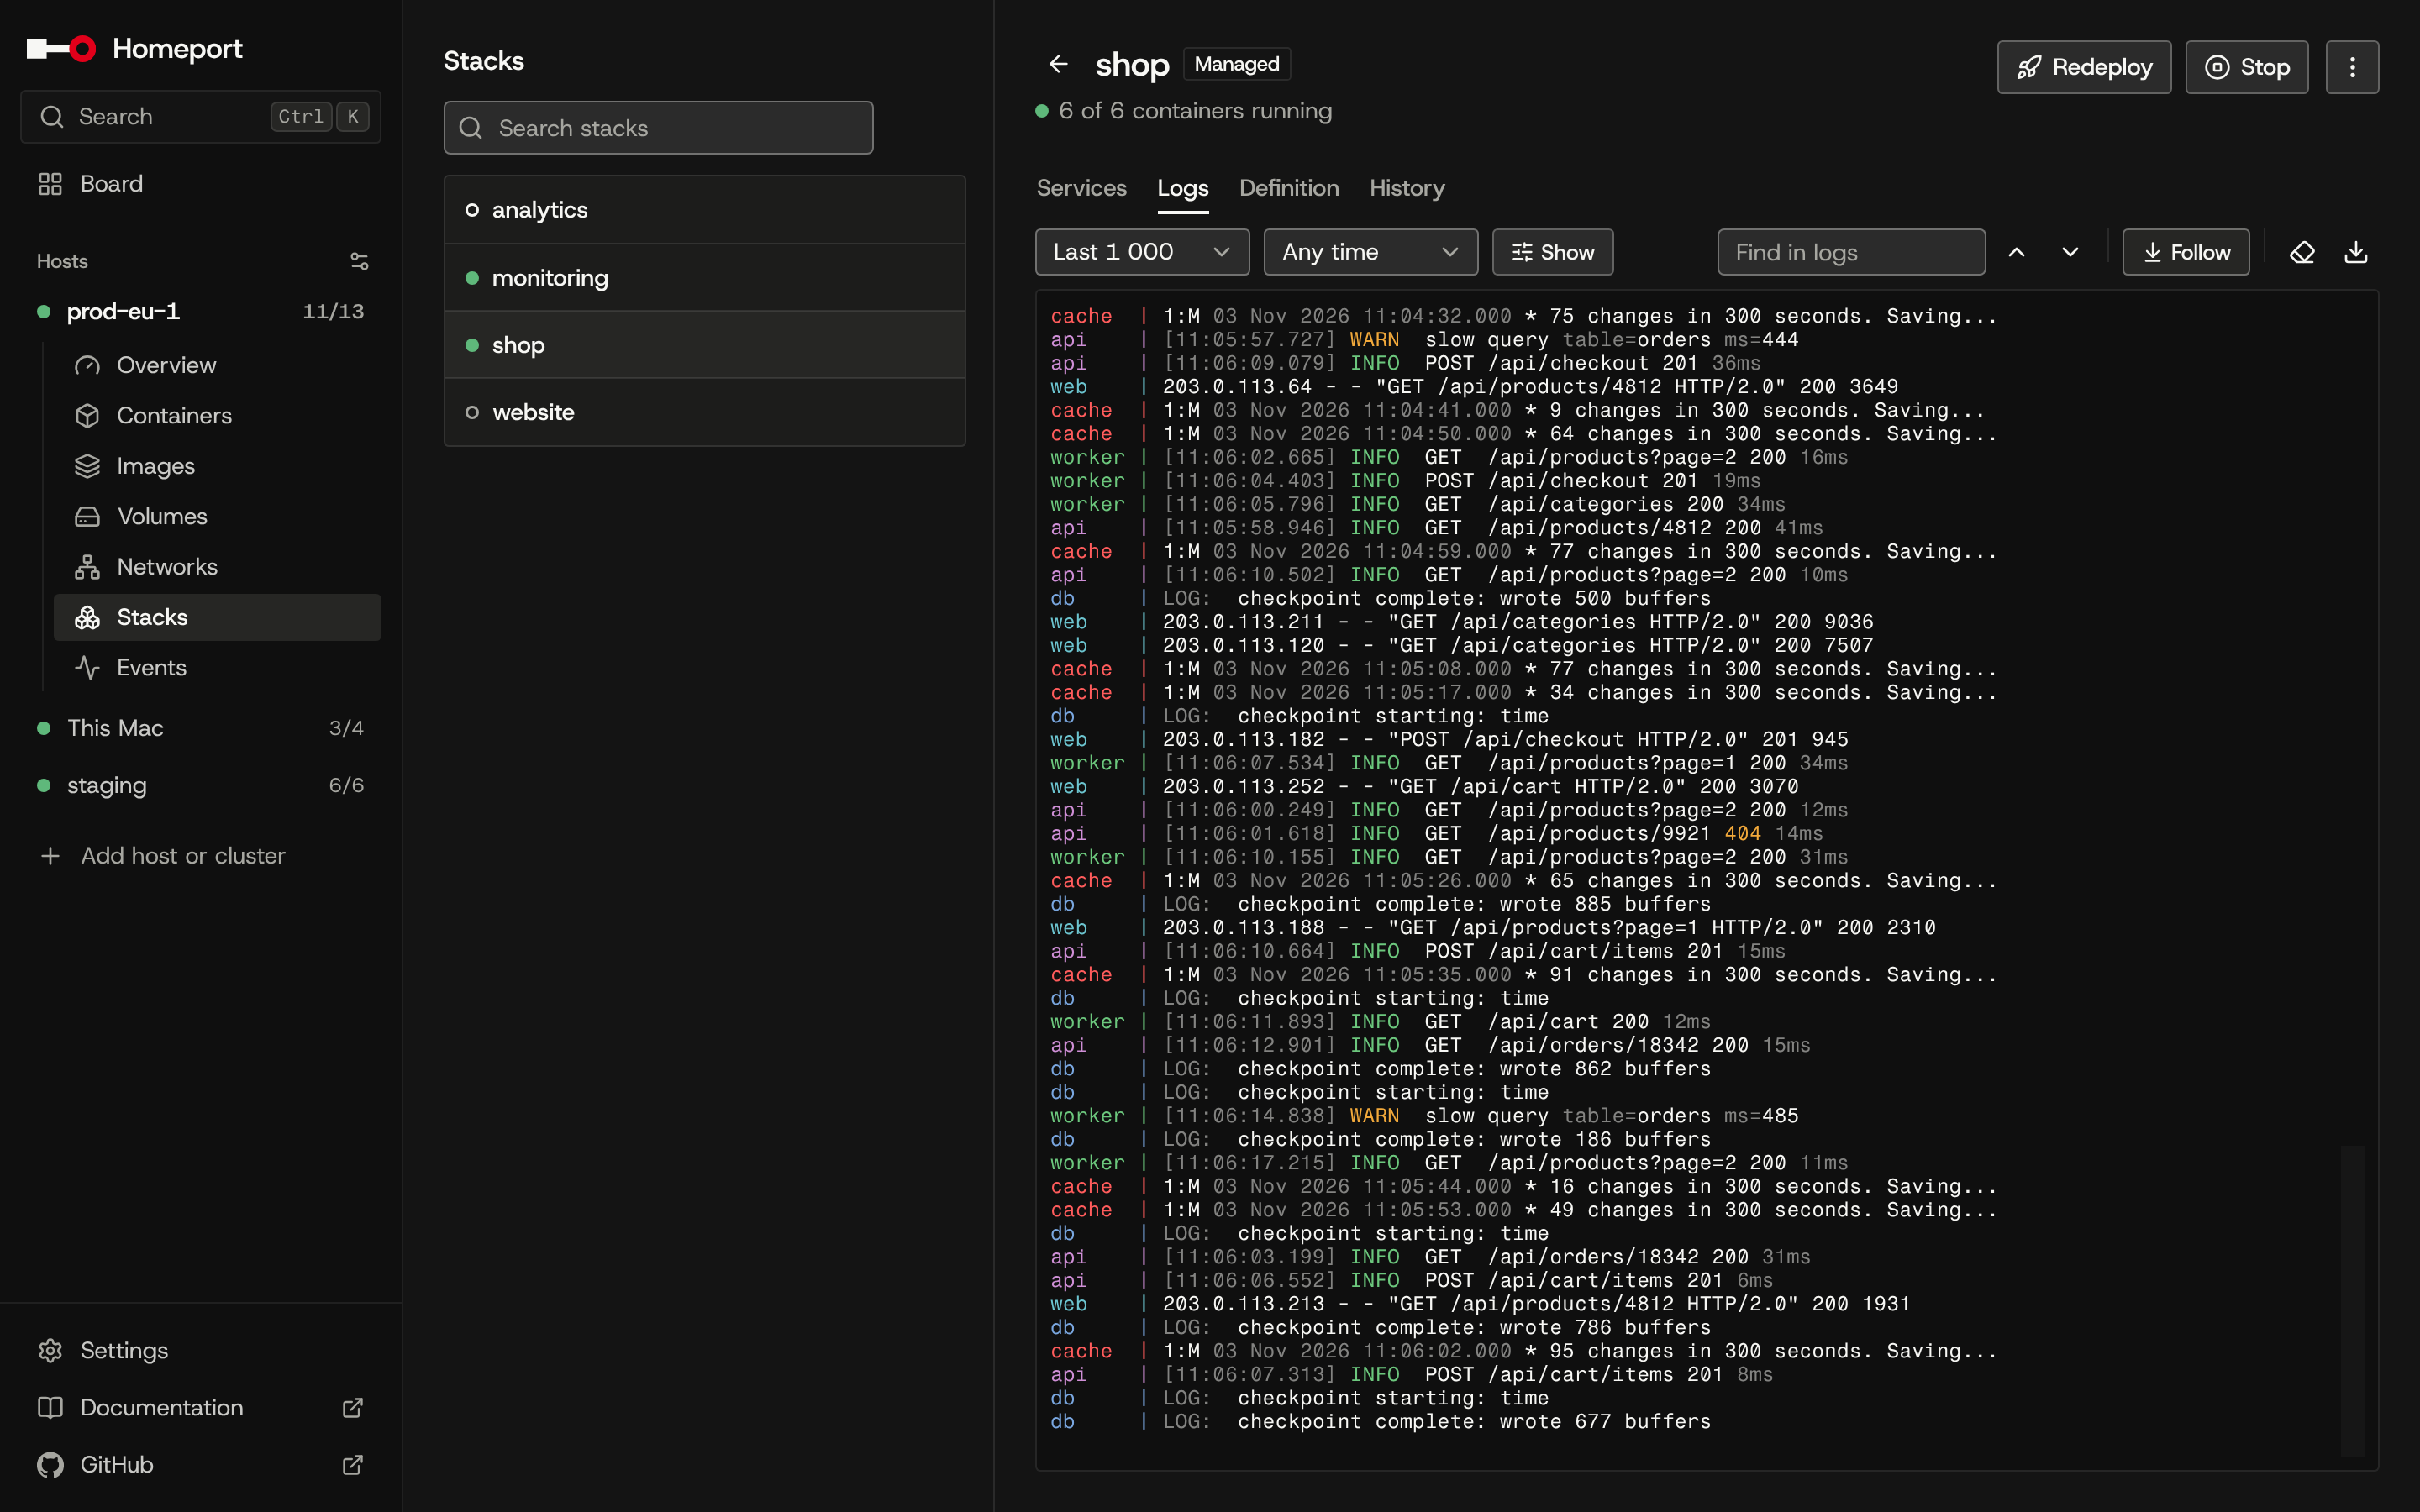 Homeport
Search Ctrl K
Board
Hosts
prod-eu-1 11/13
Overview
Containers
Images
Volumes
Networks
Stacks
Events
This Mac 3/4
staging 6/6
Add host or cluster
Settings
Documentation
GitHub
Stacks
Search stacks
analytics
monitoring
shop
website
shop Managed
6 of 6 containers running
Redeploy Stop
Services Logs Definition History
Last 1 000 Any time Show Find in logs Follow
cache | 1:M 03 Nov 2026 11:04:32.000 * 75 changes in 300 seconds. Saving...
api | [11:05:57.727] WARN slow query table=orders ms=444
api | [11:06:09.079] INFO POST /api/checkout 201 36ms
web | 203.0.113.64 - - "GET /api/products/4812 HTTP/2.0" 200 3649
cache | 1:M 03 Nov 2026 11:04:41.000 * 9 changes in 300 seconds. Saving...
cache | 1:M 03 Nov 2026 11:04:50.000 * 64 changes in 300 seconds. Saving...
worker | [11:06:02.665] INFO GET /api/products?page=2 200 16ms
worker | [11:06:04.403] INFO POST /api/checkout 201 19ms
worker | [11:06:05.796] INFO GET /api/categories 200 34ms
api | [11:05:58.946] INFO GET /api/products/4812 200 41ms
cache | 1:M 03 Nov 2026 11:04:59.000 * 77 changes in 300 seconds. Saving...
api | [11:06:10.502] INFO GET /api/products?page=2 200 10ms
db | LOG: checkpoint complete: wrote 500 buffers
web | 203.0.113.211 - - "GET /api/categories HTTP/2.0" 200 9036
web | 203.0.113.120 - - "GET /api/categories HTTP/2.0" 200 7507
cache | 1:M 03 Nov 2026 11:05:08.000 * 77 changes in 300 seconds. Saving...
cache | 1:M 03 Nov 2026 11:05:17.000 * 34 changes in 300 seconds. Saving...
db | LOG: checkpoint starting: time
web | 203.0.113.182 - - "POST /api/checkout HTTP/2.0" 201 945
worker | [11:06:07.534] INFO GET /api/products?page=1 200 34ms
web | 203.0.113.252 - - "GET /api/cart HTTP/2.0" 200 3070
api | [11:06:00.249] INFO GET /api/products?page=2 200 12ms
api | [11:06:01.618] INFO GET /api/products/9921 404 14ms
worker | [11:06:10.155] INFO GET /api/products?page=2 200 31ms
cache | 1:M 03 Nov 2026 11:05:26.000 * 65 changes in 300 seconds. Saving...
db | LOG: checkpoint complete: wrote 885 buffers
web | 203.0.113.188 - - "GET /api/products?page=1 HTTP/2.0" 200 2310
api | [11:06:10.664] INFO POST /api/cart/items 201 15ms
cache | 1:M 03 Nov 2026 11:05:35.000 * 91 changes in 300 seconds. Saving...
db | LOG: checkpoint starting: time
worker | [11:06:11.893] INFO GET /api/cart 200 12ms
api | [11:06:12.901] INFO GET /api/orders/18342 200 15ms
db | LOG: checkpoint complete: wrote 862 buffers
db | LOG: checkpoint starting: time
worker | [11:06:14.838] WARN slow query table=orders ms=485
db | LOG: checkpoint complete: wrote 186 buffers
worker | [11:06:17.215] INFO GET /api/products?page=2 200 11ms
cache | 1:M 03 Nov 2026 11:05:44.000 * 16 changes in 300 seconds. Saving...
cache | 1:M 03 Nov 2026 11:05:53.000 * 49 changes in 300 seconds. Saving...
db | LOG: checkpoint starting: time
api | [11:06:03.199] INFO GET /api/orders/18342 200 31ms
api | [11:06:06.552] INFO POST /api/cart/items 201 6ms
web | 203.0.113.213 - - "GET /api/products/4812 HTTP/2.0" 200 1931
db | LOG: checkpoint complete: wrote 786 buffers
cache | 1:M 03 Nov 2026 11:06:02.000 * 95 changes in 300 seconds. Saving...
api | [11:06:07.313] INFO POST /api/cart/items 201 8ms
db | LOG: checkpoint starting: time
db | LOG: checkpoint complete: wrote 677 buffers